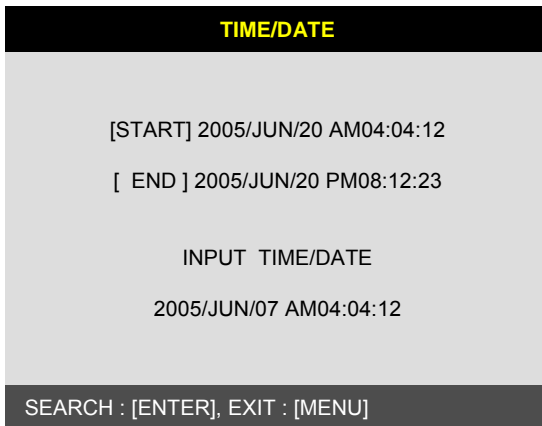 TIME/DATE
[START] 2005/JUN/20 AM04:04:12
[ END ] 2005/JUN/20 PM08:12:23
INPUT TIME/DATE
2005/JUN/07 AM04:04:12
SEARCH : [ENTER], EXIT : [MENU]